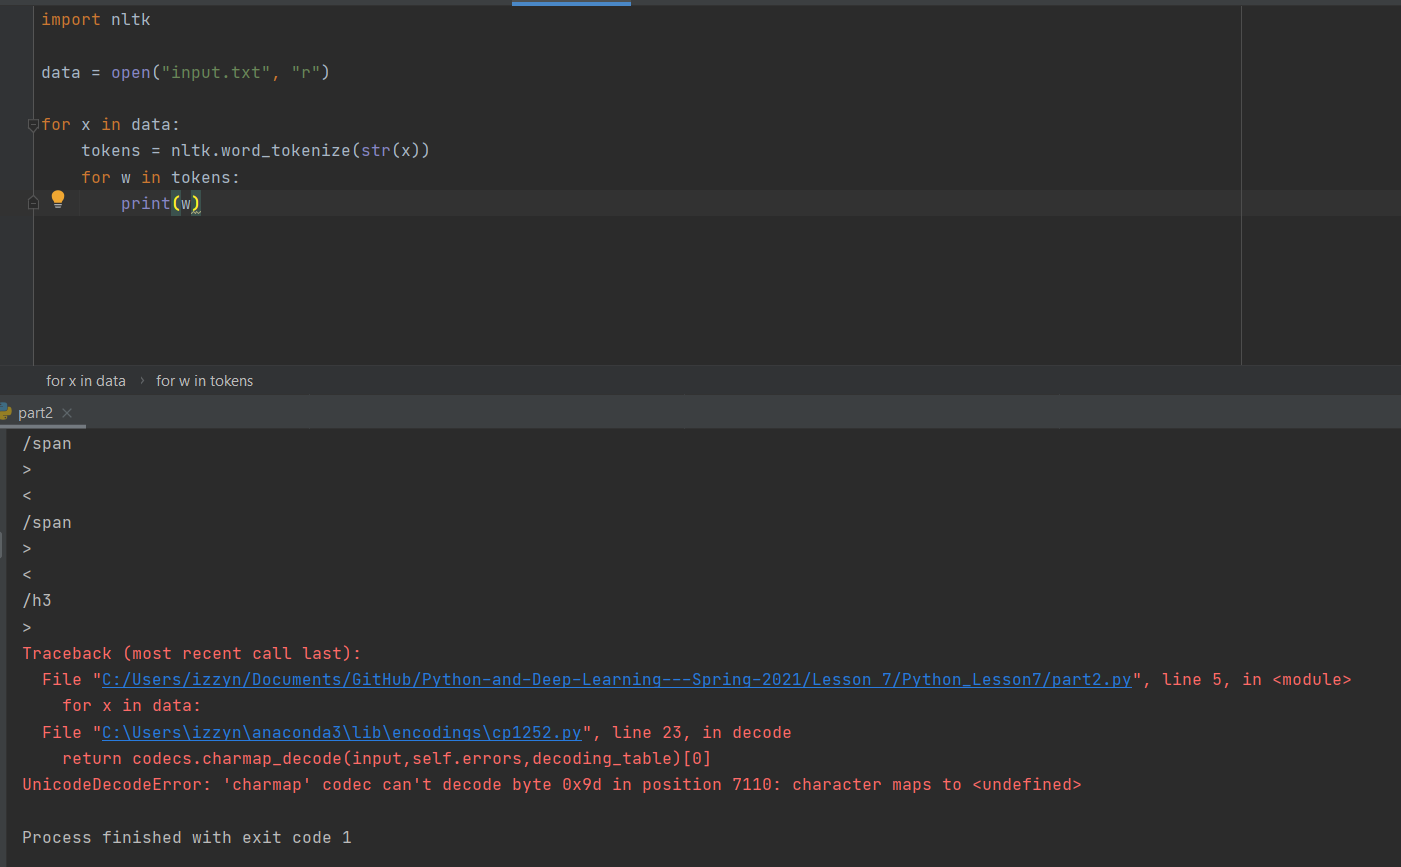 import nltk
data = open("input.txt", "r")
for x in data:
    tokens = nltk.word_tokenize(str(x))
    for w in tokens:
        print(w)
for x in data › for w in tokens
part2 ×
/span
>
<
/span
>
<
/h3
>
Traceback (most recent call last):
  File "C:/Users/izzyn/Documents/GitHub/Python-and-Deep-Learning---Spring-2021/Lesson 7/Python_Lesson7/part2.py", line 5, in <module>
    for x in data:
  File "C:\Users\izzyn\anaconda3\lib\encodings\cp1252.py", line 23, in decode
    return codecs.charmap_decode(input,self.errors,decoding_table)[0]
UnicodeDecodeError: 'charmap' codec can't decode byte 0x9d in position 7110: character maps to <undefined>
Process finished with exit code 1